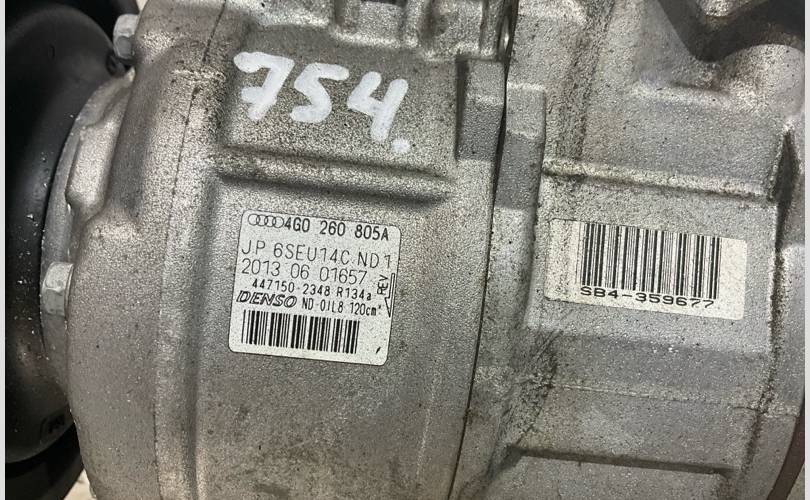 754.
4G0 260 805A
JP 6SEU14C ND1
2013 06 01657
REV
447150-2348 R134a
DENSO ND-OIL8 120cm³
SB4-359677